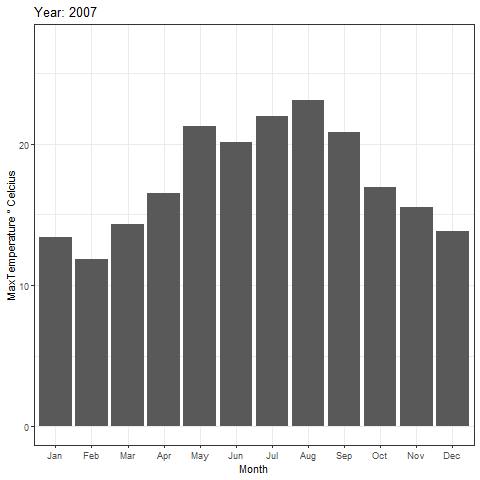 Year: 2007
MaxTemperature ° Celcius
20
10
0
Jan Feb Mar Apr May Jun Jul Aug Sep Oct Nov Dec
Month